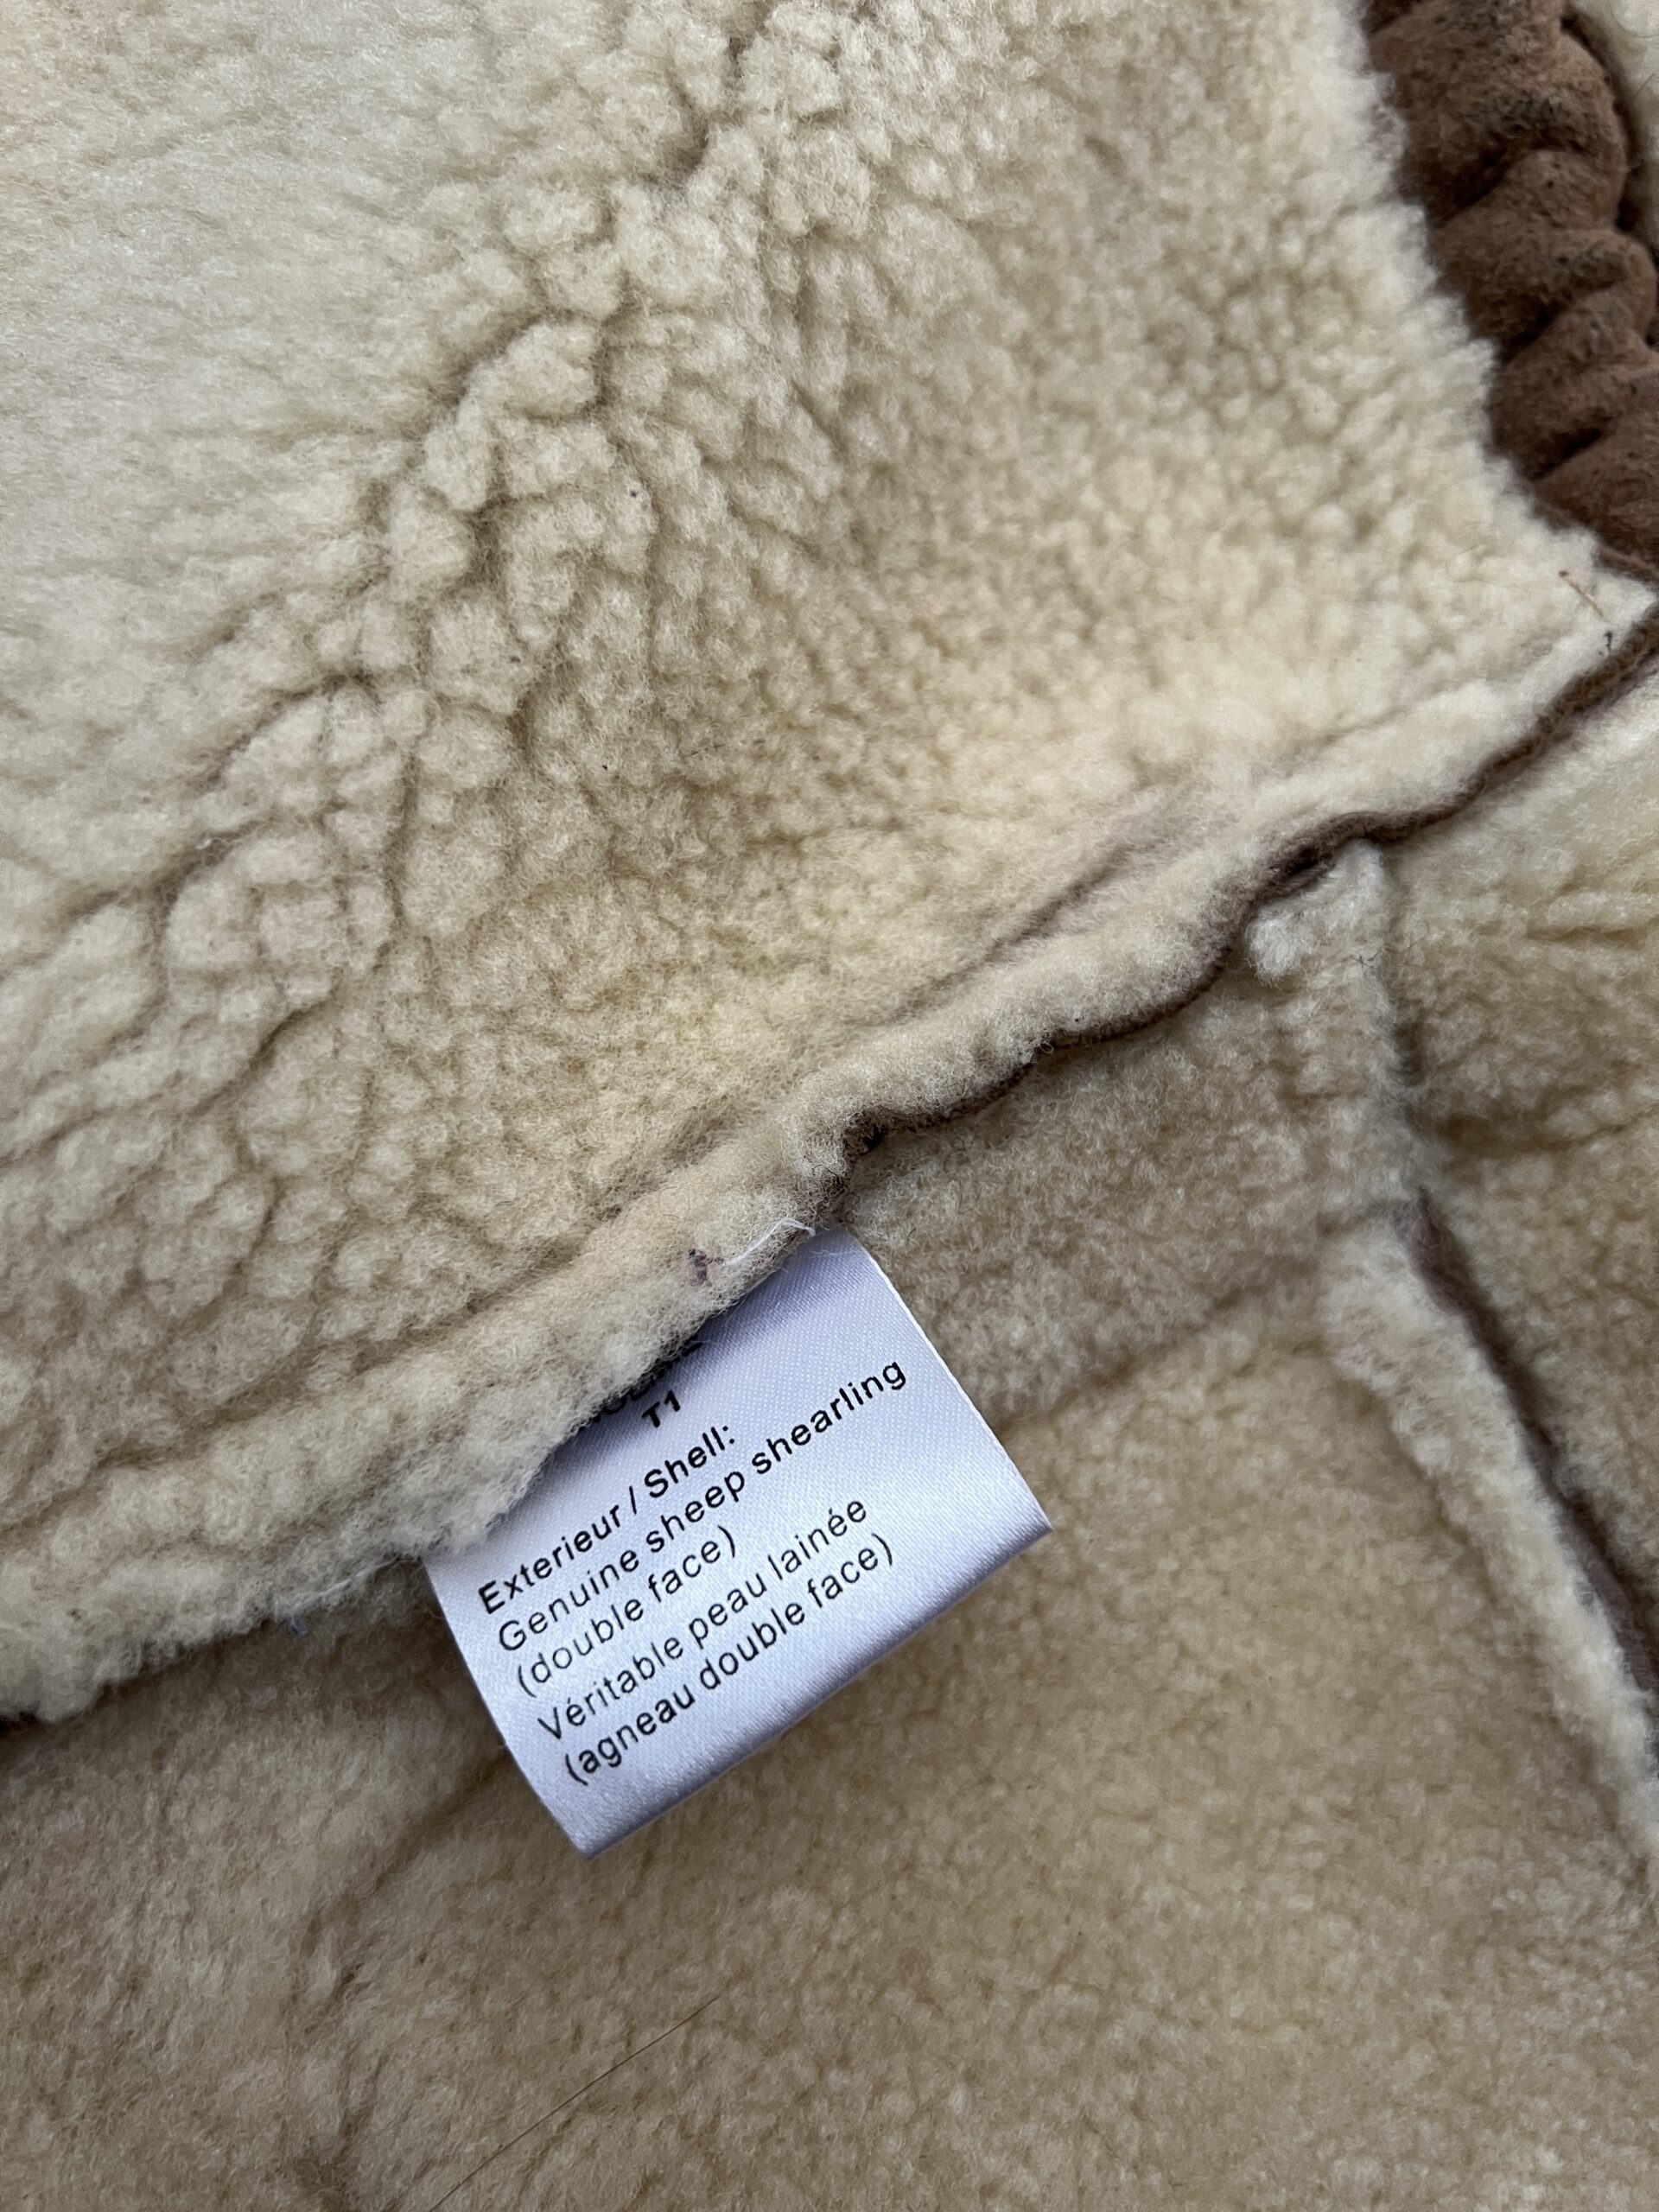 T1
Exterieur / Shell:
Genuine sheep shearling
(double face)
Véritable peau lainée
(agneau double face)